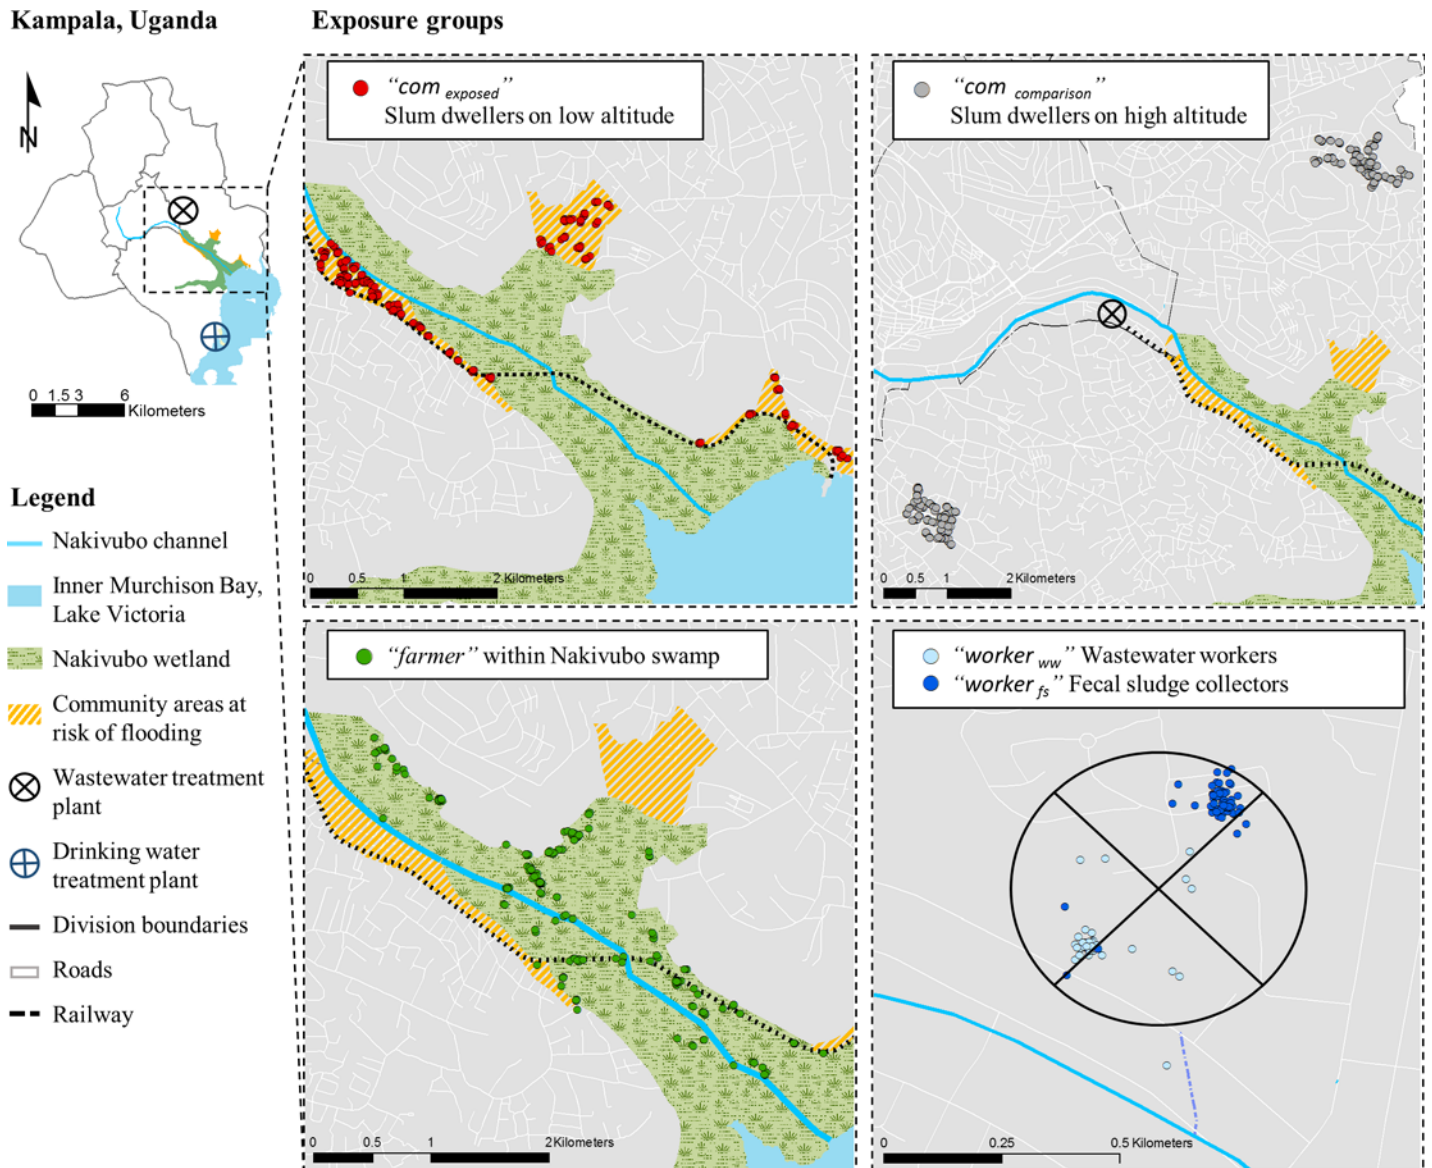 Kampala, Uganda
Exposure groups
N
0 1.5 3 6
Kilometers
Legend
Nakivubo channel
Inner Murchison Bay,
Lake Victoria
Nakivubo wetland
Community areas at
risk of flooding
Wastewater treatment
plant
Drinking water
treatment plant
Division boundaries
Roads
Railway
“com exposed”
Slum dwellers on low altitude
0 0.5 1 2 Kilometers
“com comparison”
Slum dwellers on high altitude
0 0.5 1 2 Kilometers
“farmer” within Nakivubo swamp
0 0.5 1 2 Kilometers
“worker ww” Wastewater workers
“worker fs” Fecal sludge collectors
0 0.25 0.5 Kilometers